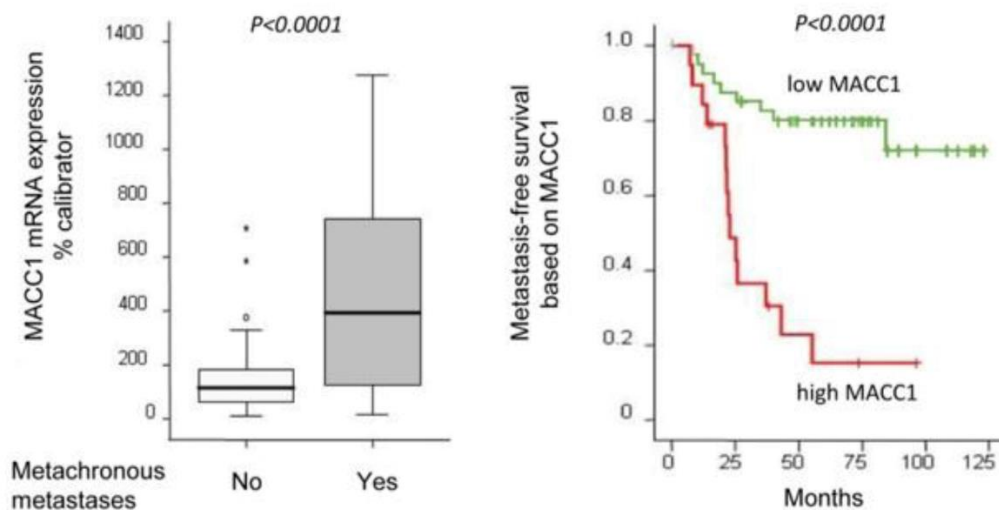 P<0.0001
MACC1 mRNA expression
% calibrator
1400
1200
1000
800
600
400
200
0
Metachronous
metastases
No
Yes
P<0.0001
Metastasis-free survival
based on MACC1
1.0
0.8
0.6
0.4
0.2
0
low MACC1
high MACC1
0
25
50
75
100
125
Months